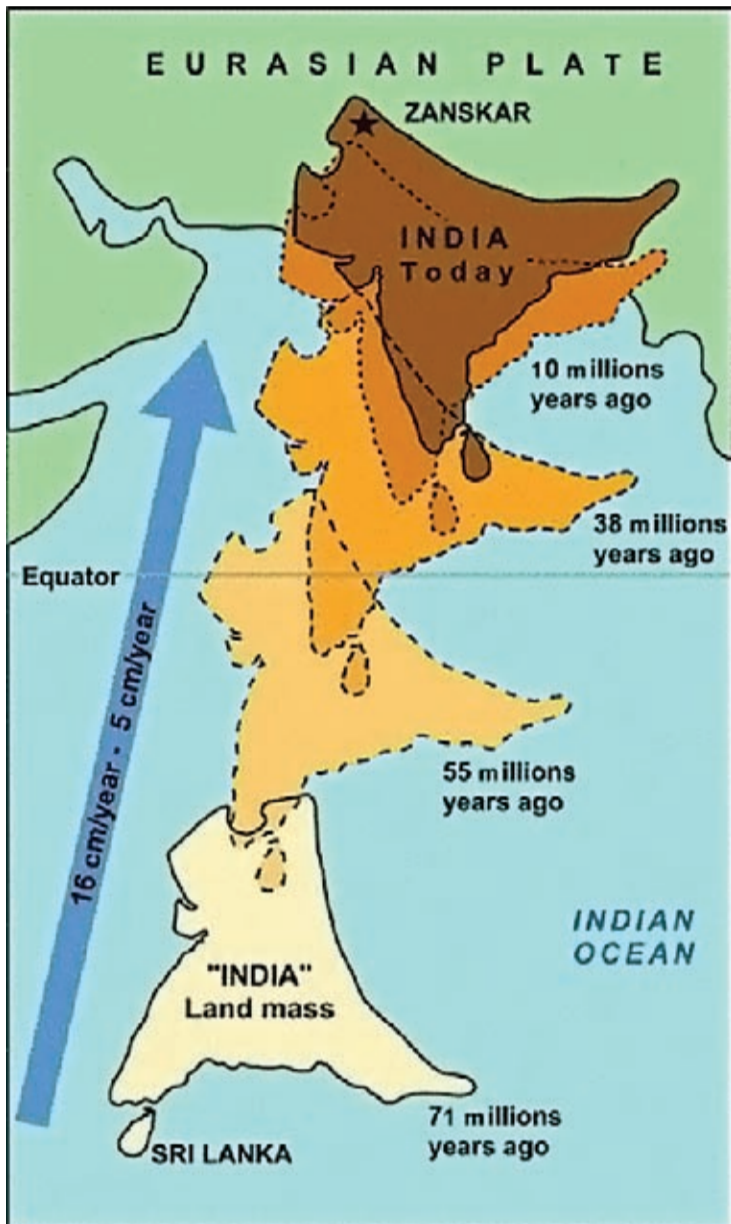 EURASIAN PLATE
ZANSKAR
INDIA
Today
10 millions
years ago
38 millions
years ago
Equator
16 cm/year - 5 cm/year
55 millions
years ago
INDIAN
OCEAN
"INDIA"
Land mass
71 millions
years ago
SRI LANKA